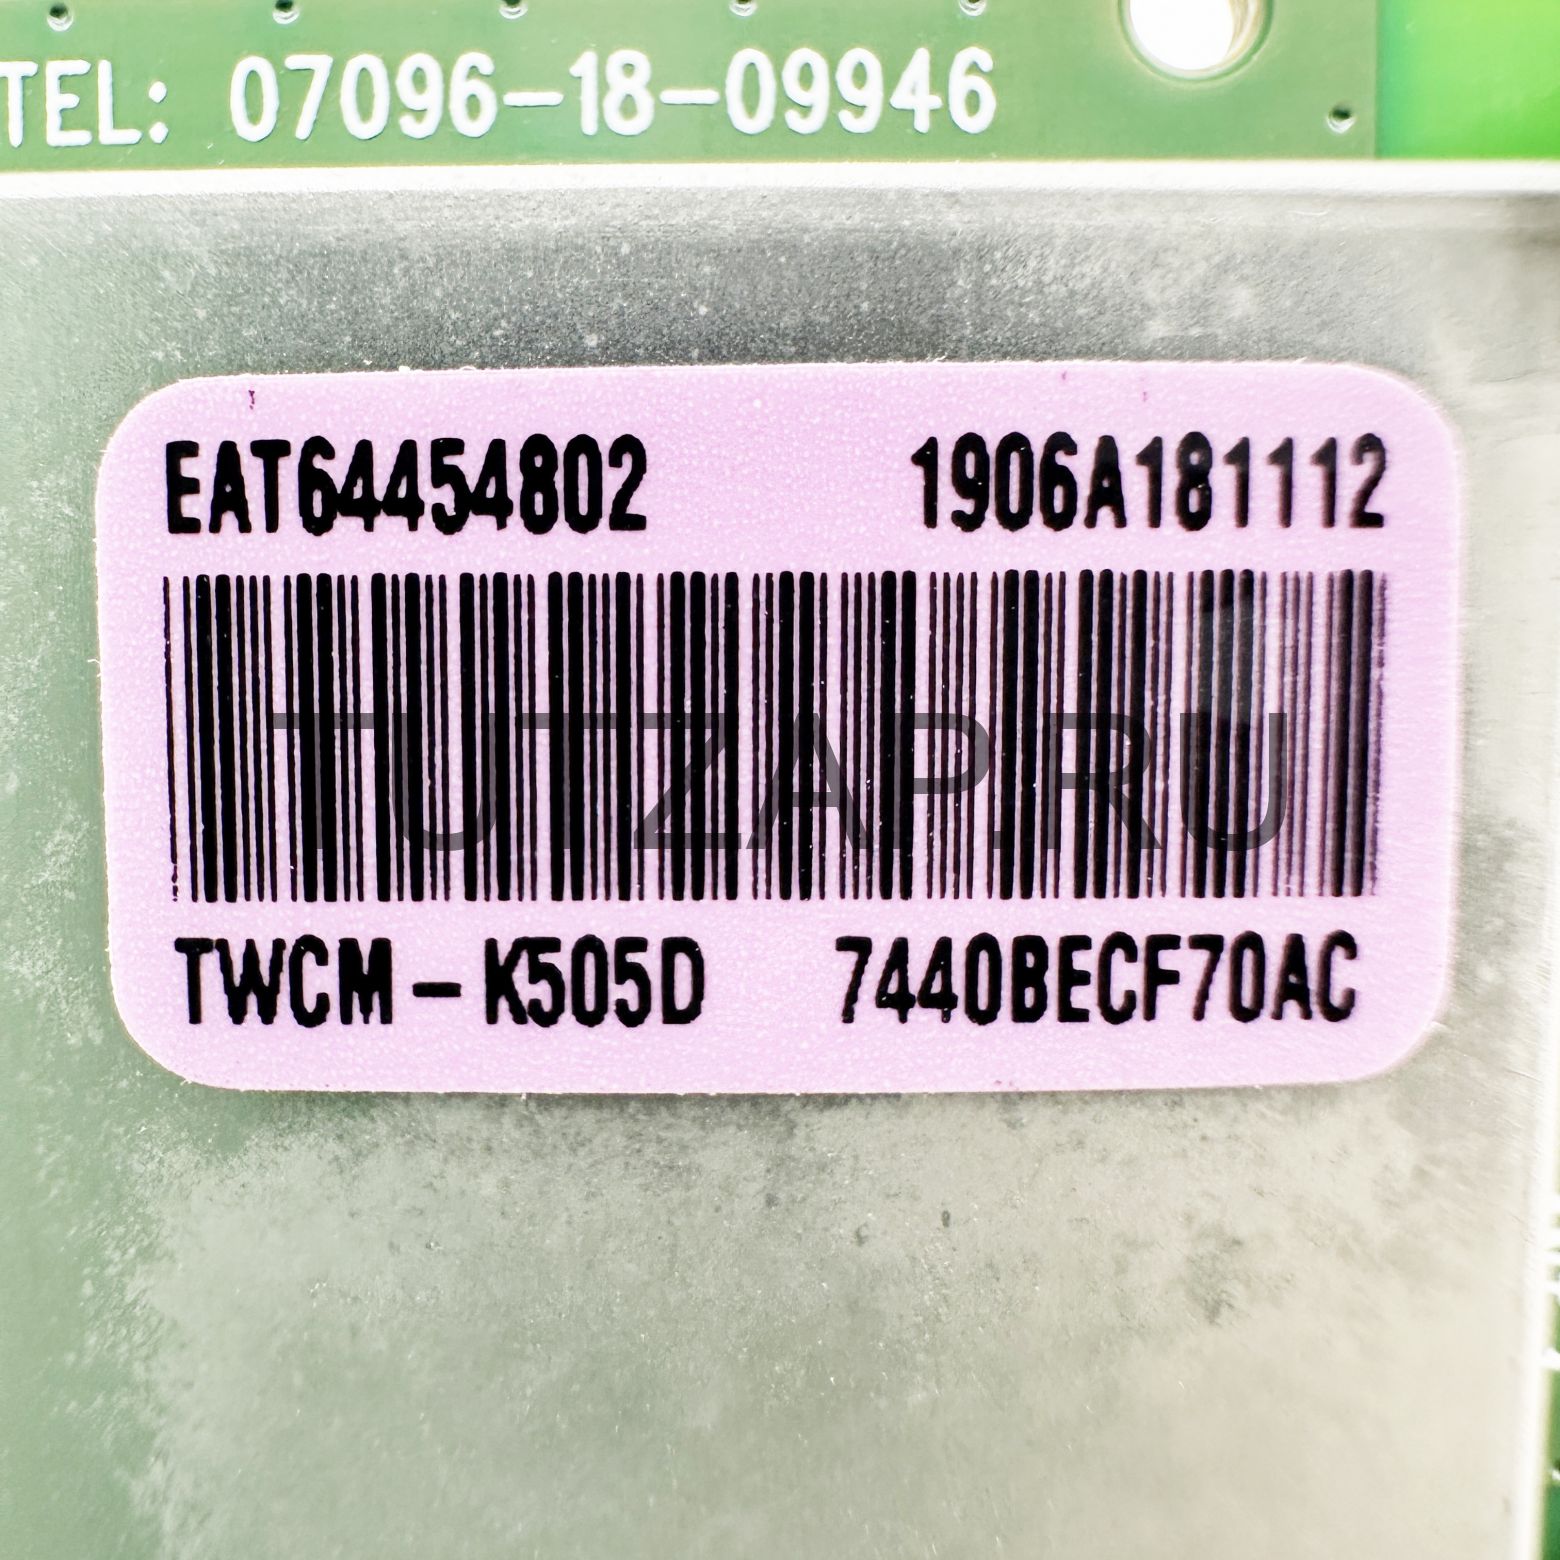 TEL: 07096-18-09946
EAT64454802 1906A181112
TUTZAP.RU
TWCM-K505D 7440BECF70AC